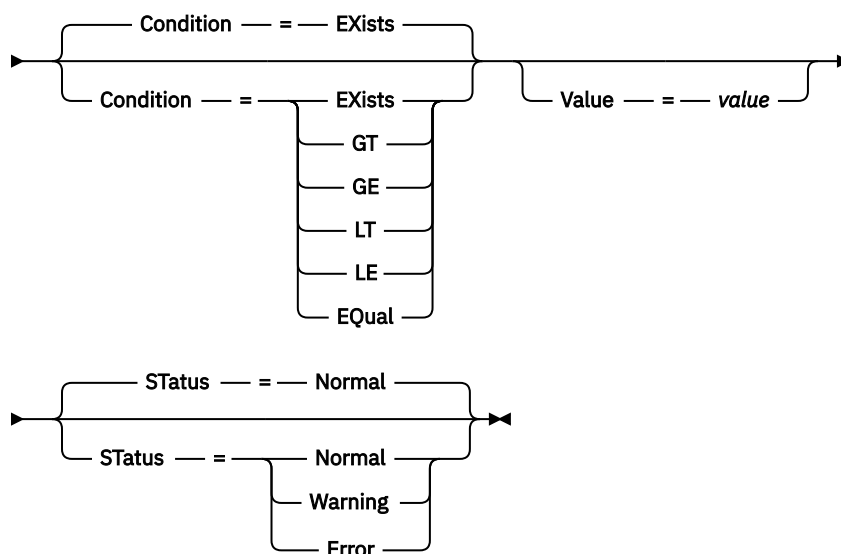 Condition = EXists
Condition = EXists Value = value
GT
GE
LT
LE
EQual
STatus = Normal
STatus = Normal
Warning
Error